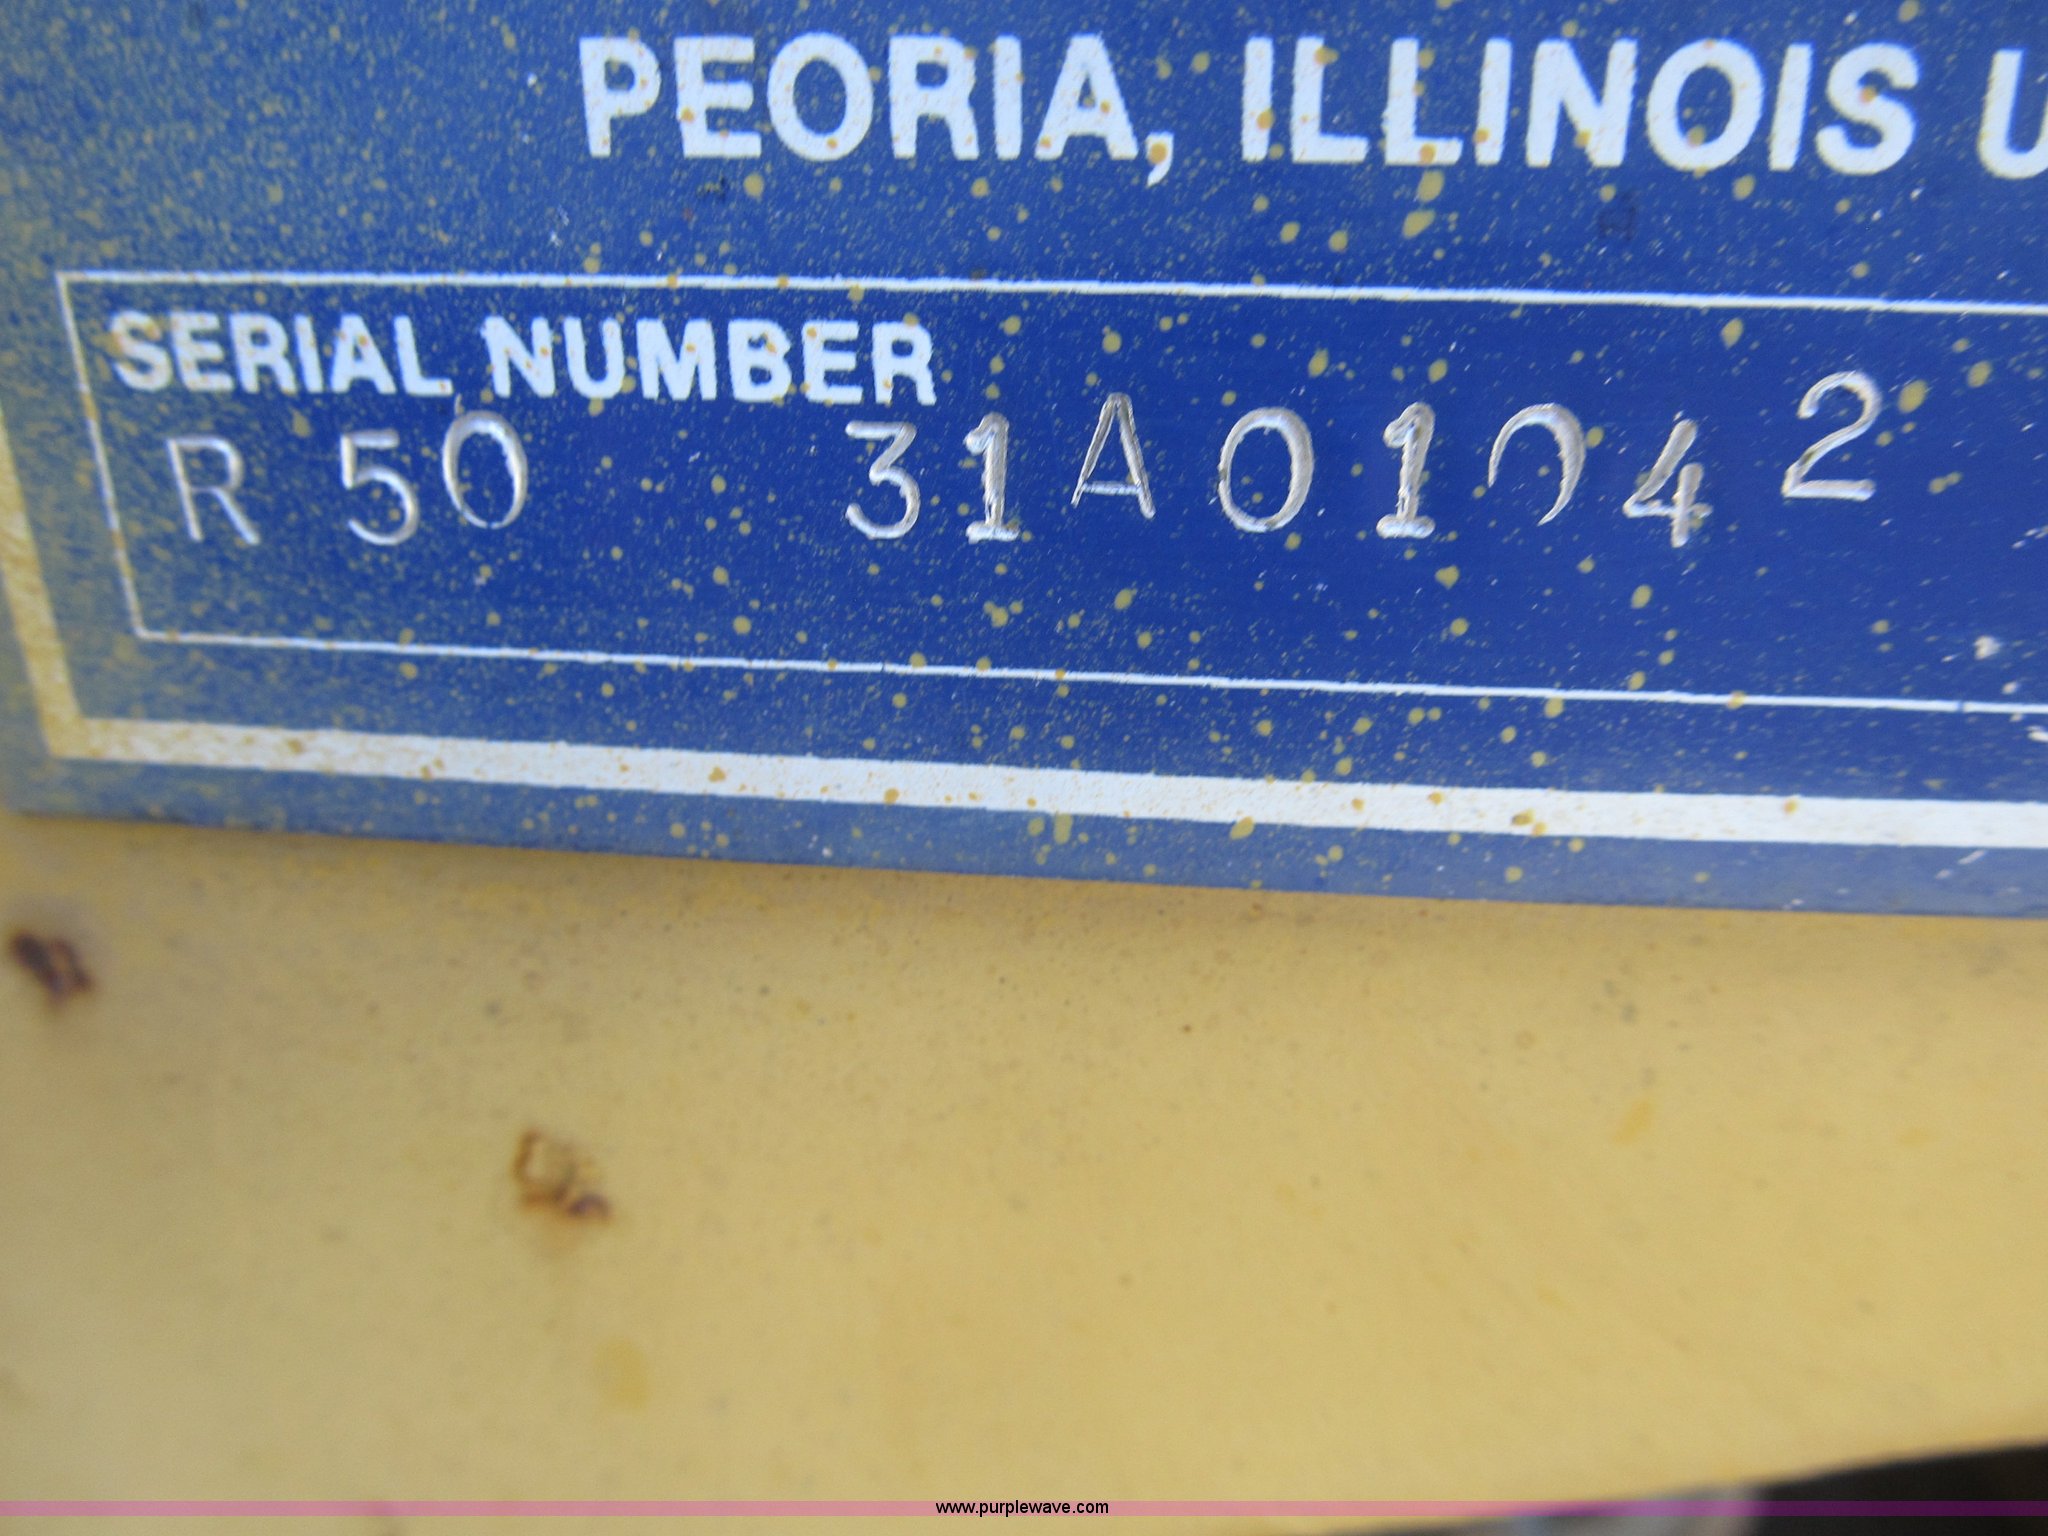 PEORIA, ILLINOIS U
SERIAL NUMBER
R 50 31A01042
www.purplewave.com